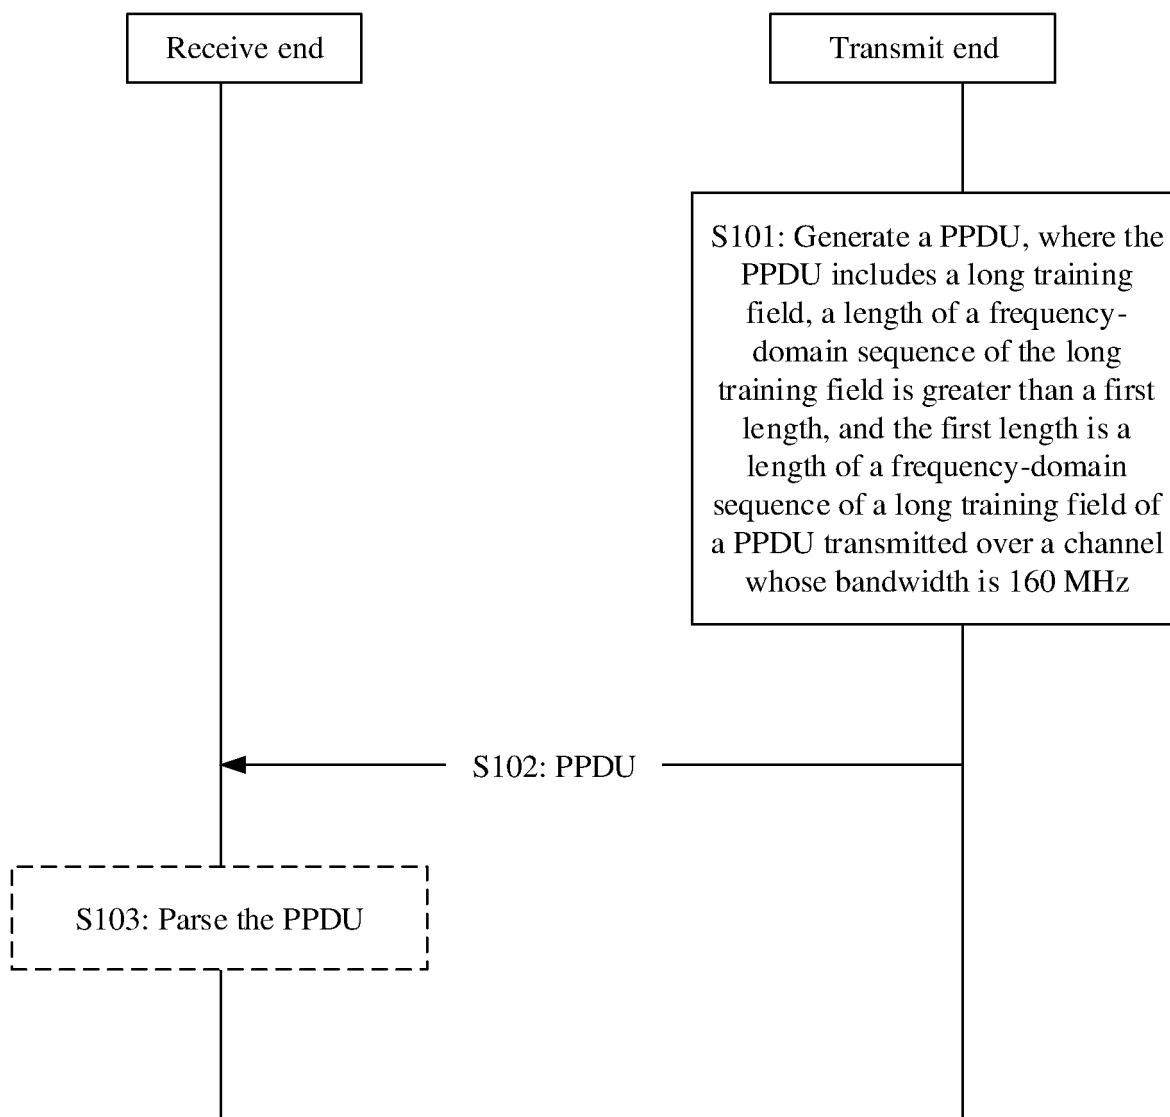 Receive end
Transmit end
S101: Generate a PPDU, where the
PPDU includes a long training
field, a length of a frequency-
domain sequence of the long
training field is greater than a first
length, and the first length is a
length of a frequency-domain
sequence of a long training field of
a PPDU transmitted over a channel
whose bandwidth is 160 MHz
S102: PPDU
S103: Parse the PPDU